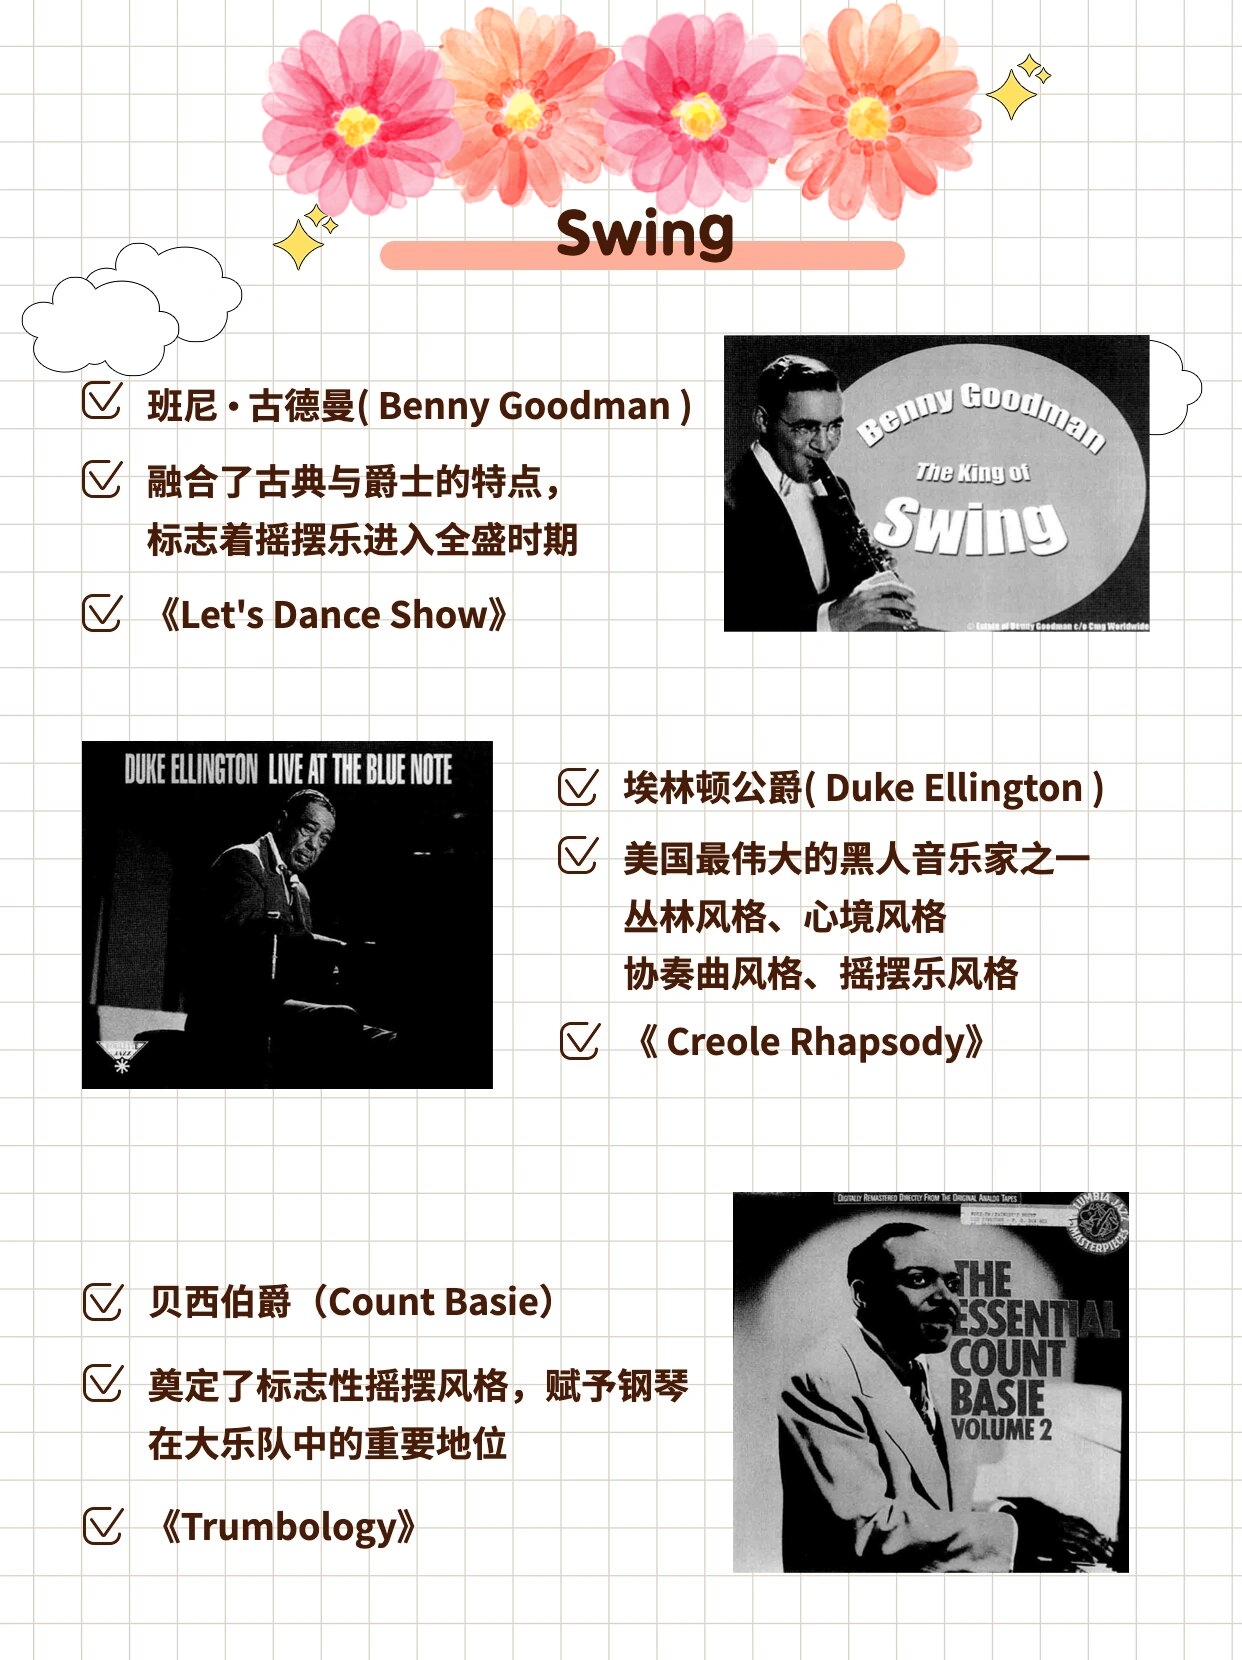 Swing
班尼·古德曼( Benny Goodman )
融合了古典与爵士的特点，
标志着摇摆乐进入全盛时期
《Let's Dance Show》
Benny Goodman
The King of
Swing
© Estate of Benny Goodman c/o Cmg Worldwide
DUKE ELLINGTON LIVE AT THE BLUE NOTE
JAZZ
埃林顿公爵( Duke Ellington )
美国最伟大的黑人音乐家之一
丛林风格、心境风格
协奏曲风格、摇摆乐风格
《 Creole Rhapsody》
DIGITALLY REMASTERED DIRECTLY FROM THE ORIGINAL ANALOG TAPES
COLUMBIA JAZZ MASTERPIECES
THE
ESSENTIAL
COUNT
BASIE
VOLUME 2
贝西伯爵（Count Basie）
奠定了标志性摇摆风格，赋予钢琴
在大乐队中的重要地位
《Trumbology》